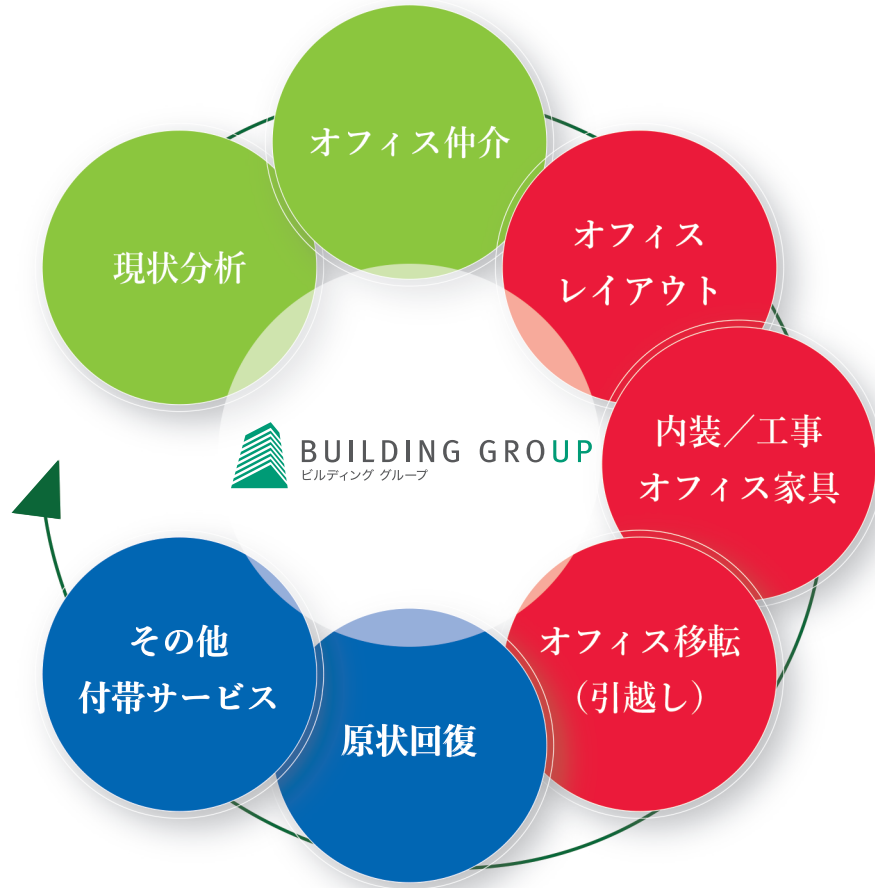 現状分析
オフィス仲介
オフィス
レイアウト
内装／工事
オフィス家具
オフィス移転
（引越し）
原状回復
その他
付帯サービス
BUILDING GROUP
ビルディング グループ